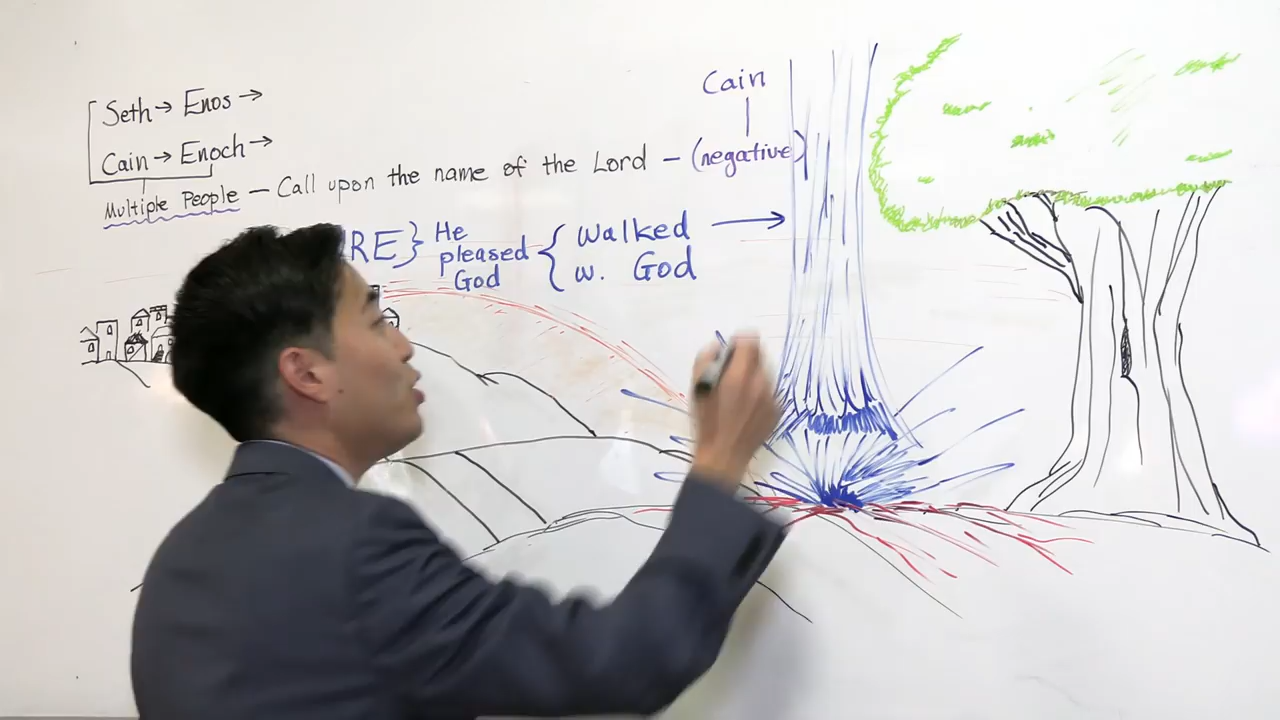 Cain
Seth → Enos →
Cain → Enoch →
Multiple People – Call upon the name of the Lord – (negative)
RE} He pleased God { Walked w. God →